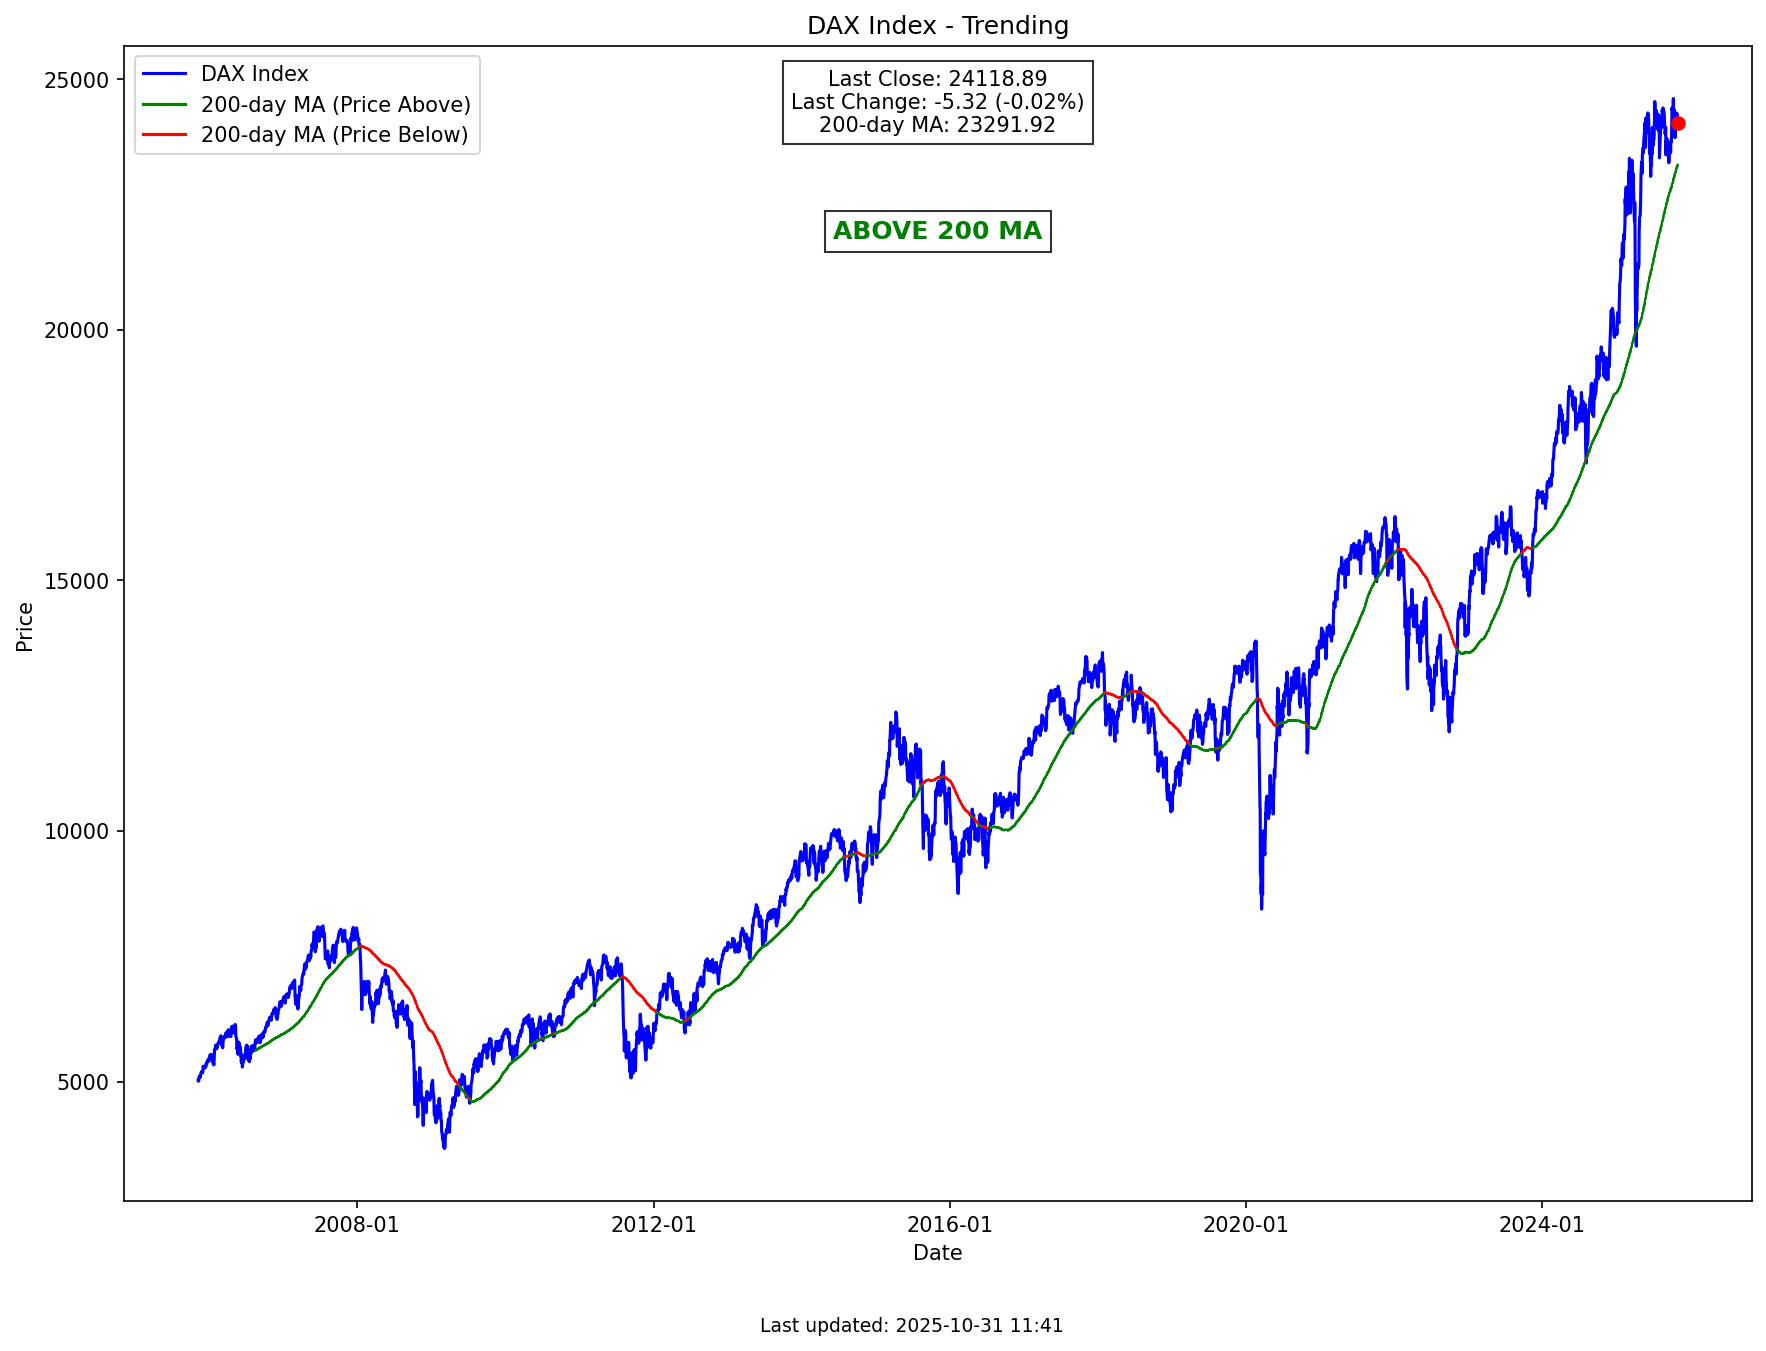 DAX Index - Trending
DAX Index
200-day MA (Price Above)
200-day MA (Price Below)
Last Close: 24118.89
Last Change: -5.32 (-0.02%)
200-day MA: 23291.92
ABOVE 200 MA
Price
25000
20000
15000
10000
5000
2008-01
2012-01
2016-01
2020-01
2024-01
Date
Last updated: 2025-10-31 11:41